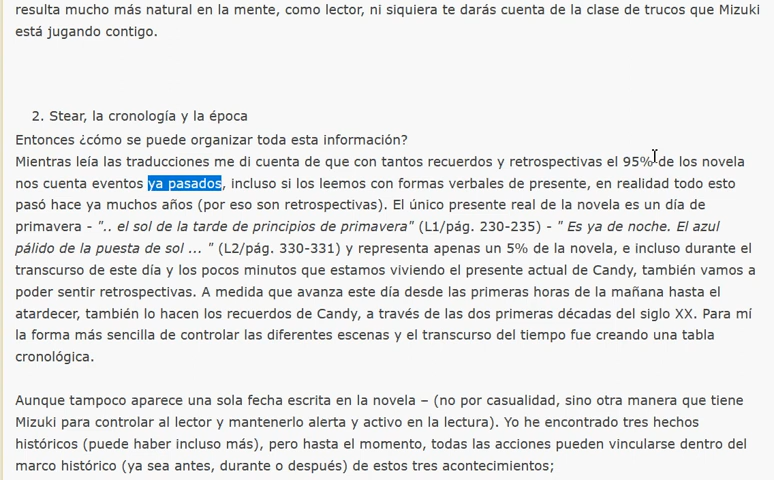 resulta mucho más natural en la mente, como lector, ni siquiera te darás cuenta de la clase de trucos que Mizuki
está jugando contigo.
2. Stear, la cronología y la época
Entonces ¿cómo se puede organizar toda esta información?
Mientras leía las traducciones me di cuenta de que con tantos recuerdos y retrospectivas el 95% de los novela
nos cuenta eventos ya pasados, incluso si los leemos con formas verbales de presente, en realidad todo esto
pasó hace ya muchos años (por eso son retrospectivas). El único presente real de la novela es un día de
primavera - ".. el sol de la tarde de principios de primavera" (L1/pág. 230-235) - " Es ya de noche. El azul
pálido de la puesta de sol ... " (L2/pág. 330-331) y representa apenas un 5% de la novela, e incluso durante el
transcurso de este día y los pocos minutos que estamos viviendo el presente actual de Candy, también vamos a
poder sentir retrospectivas. A medida que avanza este día desde las primeras horas de la mañana hasta el
atardecer, también lo hacen los recuerdos de Candy, a través de las dos primeras décadas del siglo XX. Para mí
la forma más sencilla de controlar las diferentes escenas y el transcurso del tiempo fue creando una tabla
cronológica.
Aunque tampoco aparece una sola fecha escrita en la novela – (no por casualidad, sino otra manera que tiene
Mizuki para controlar al lector y mantenerlo alerta y activo en la lectura). Yo he encontrado tres hechos
históricos (puede haber incluso más), pero hasta el momento, todas las acciones pueden vincularse dentro del
marco histórico (ya sea antes, durante o después) de estos tres acontecimientos;